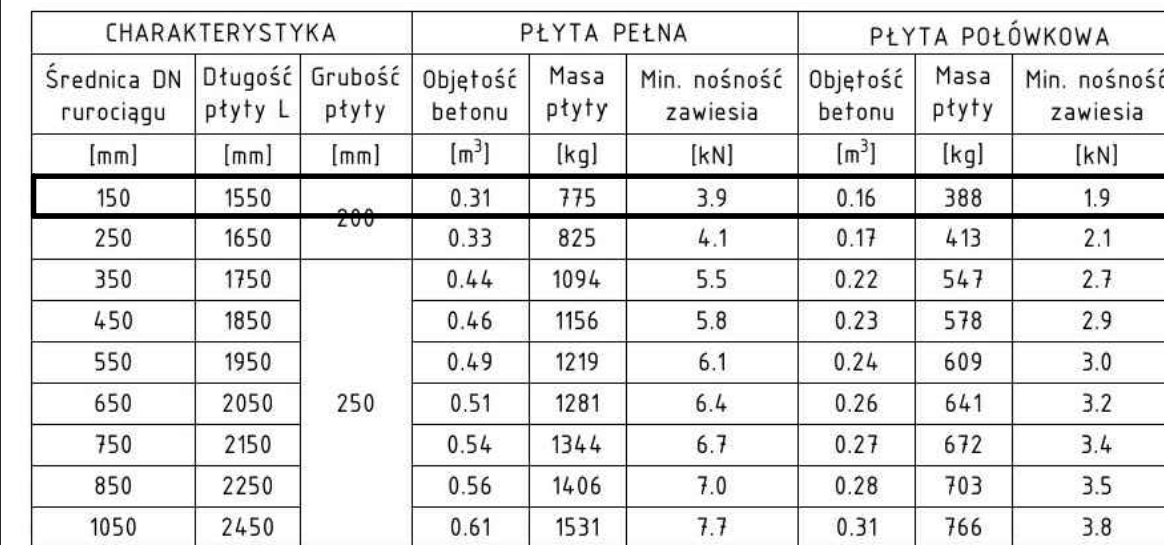 CHARAKTERYSTYKA PŁYTA PEŁNA PŁYTA POŁÓWKOWA
Średnica DN rurociągu Długość płyty L Grubość płyty Objętość betonu Masa płyty Min. nośność zawiesia Objętość betonu Masa płyty Min. nośność zawiesia
[mm] [mm] [mm] [m³] [kg] [kN] [m³] [kg] [kN]
150 1550 200 0.31 775 3.9 0.16 388 1.9
250 1650 0.33 825 4.1 0.17 413 2.1
350 1750 250 0.44 1094 5.5 0.22 547 2.7
450 1850 0.46 1156 5.8 0.23 578 2.9
550 1950 0.49 1219 6.1 0.24 609 3.0
650 2050 0.51 1281 6.4 0.26 641 3.2
750 2150 0.54 1344 6.7 0.27 672 3.4
850 2250 0.56 1406 7.0 0.28 703 3.5
1050 2450 0.61 1531 7.7 0.31 766 3.8